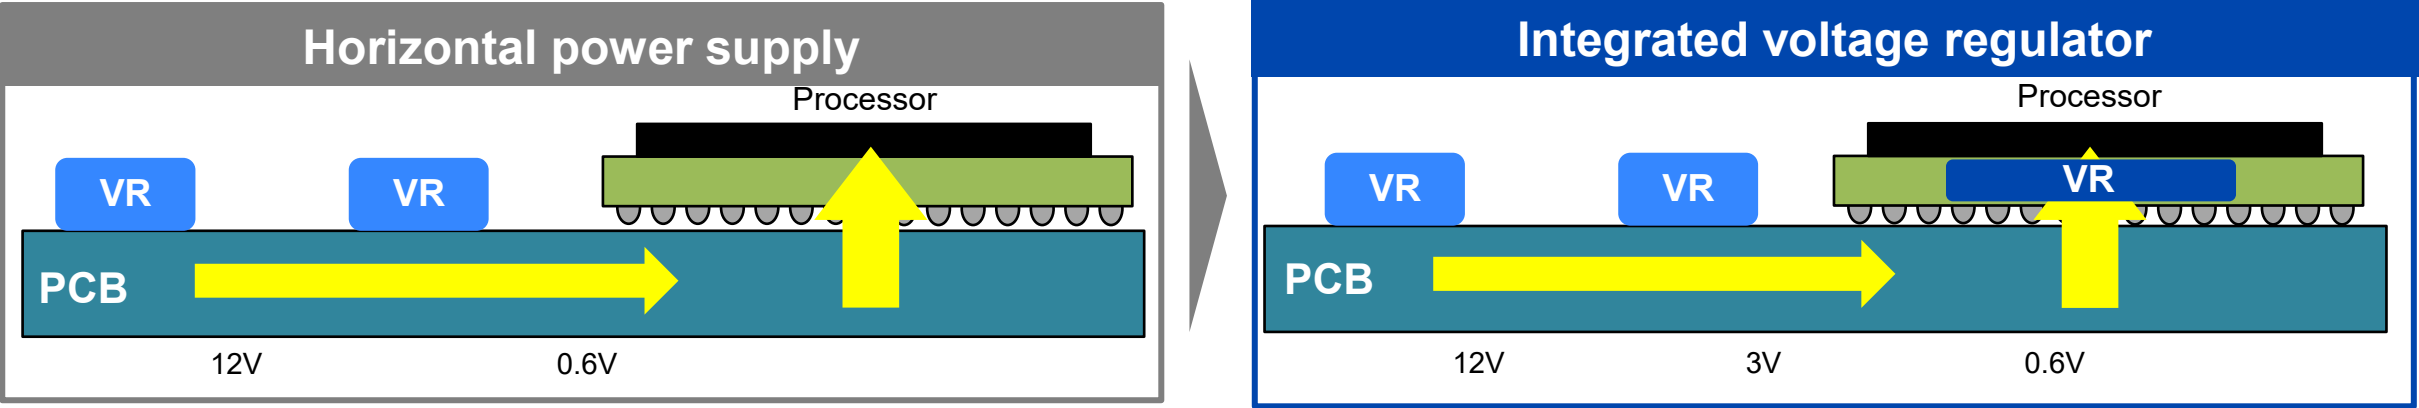 Horizontal power supply
Processor
VR
VR
PCB
12V
0.6V
Integrated voltage regulator
Processor
VR
VR
VR
PCB
12V
3V
0.6V